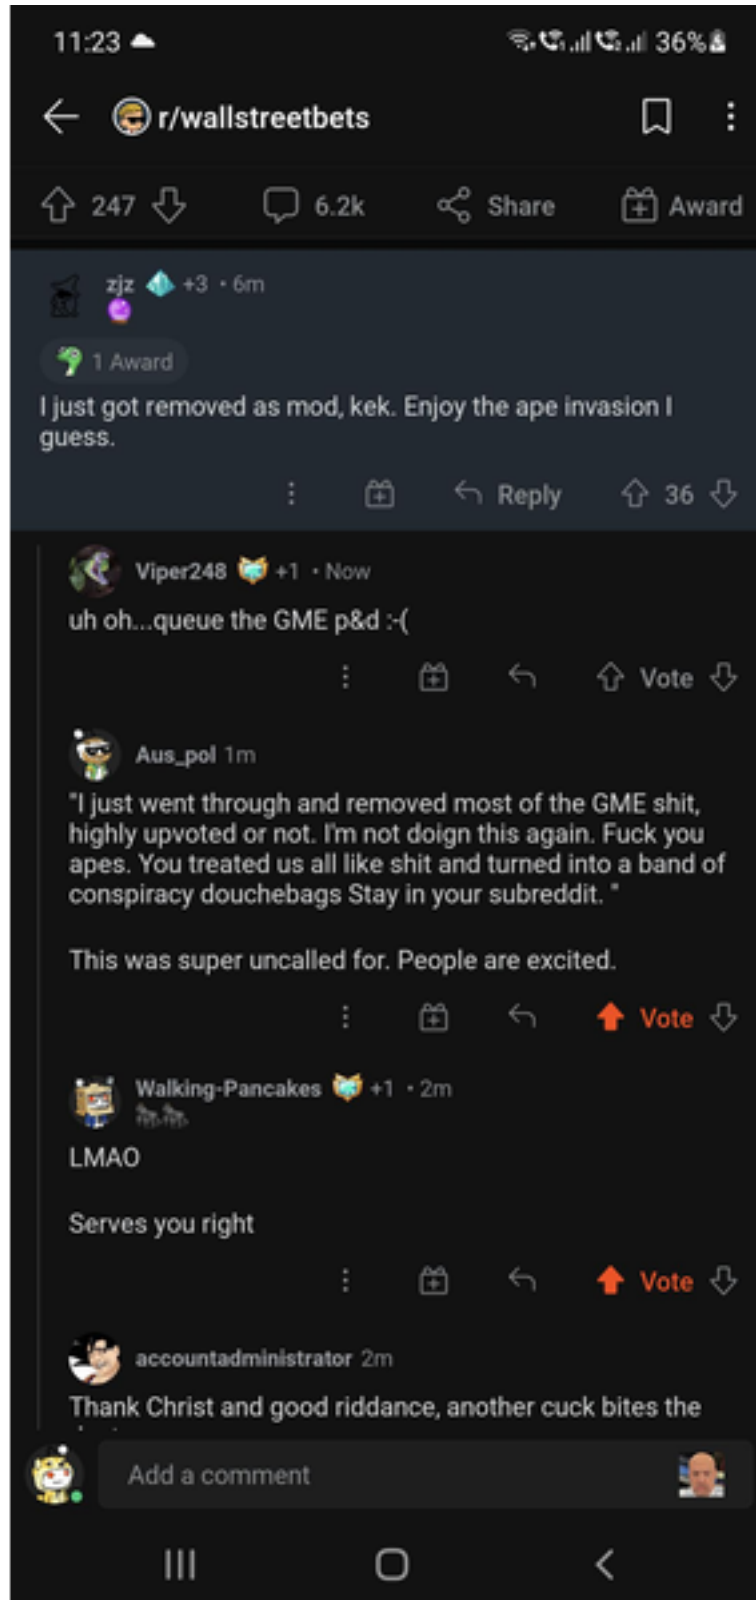 11:23
36%
r/wallstreetbets
247
6.2k
Share
Award
zjz +3 • 6m
1 Award
I just got removed as mod, kek. Enjoy the ape invasion I
guess.
Reply
36
Viper248 +1 • Now
uh oh...queue the GME p&d :-(
Vote
Aus_pol 1m
"I just went through and removed most of the GME shit,
highly upvoted or not. I'm not doign this again. Fuck you
apes. You treated us all like shit and turned into a band of
conspiracy douchebags Stay in your subreddit. "
This was super uncalled for. People are excited.
Vote
Walking-Pancakes +1 • 2m
LMAO
Serves you right
Vote
accountadministrator 2m
Thank Christ and good riddance, another cuck bites the
Add a comment